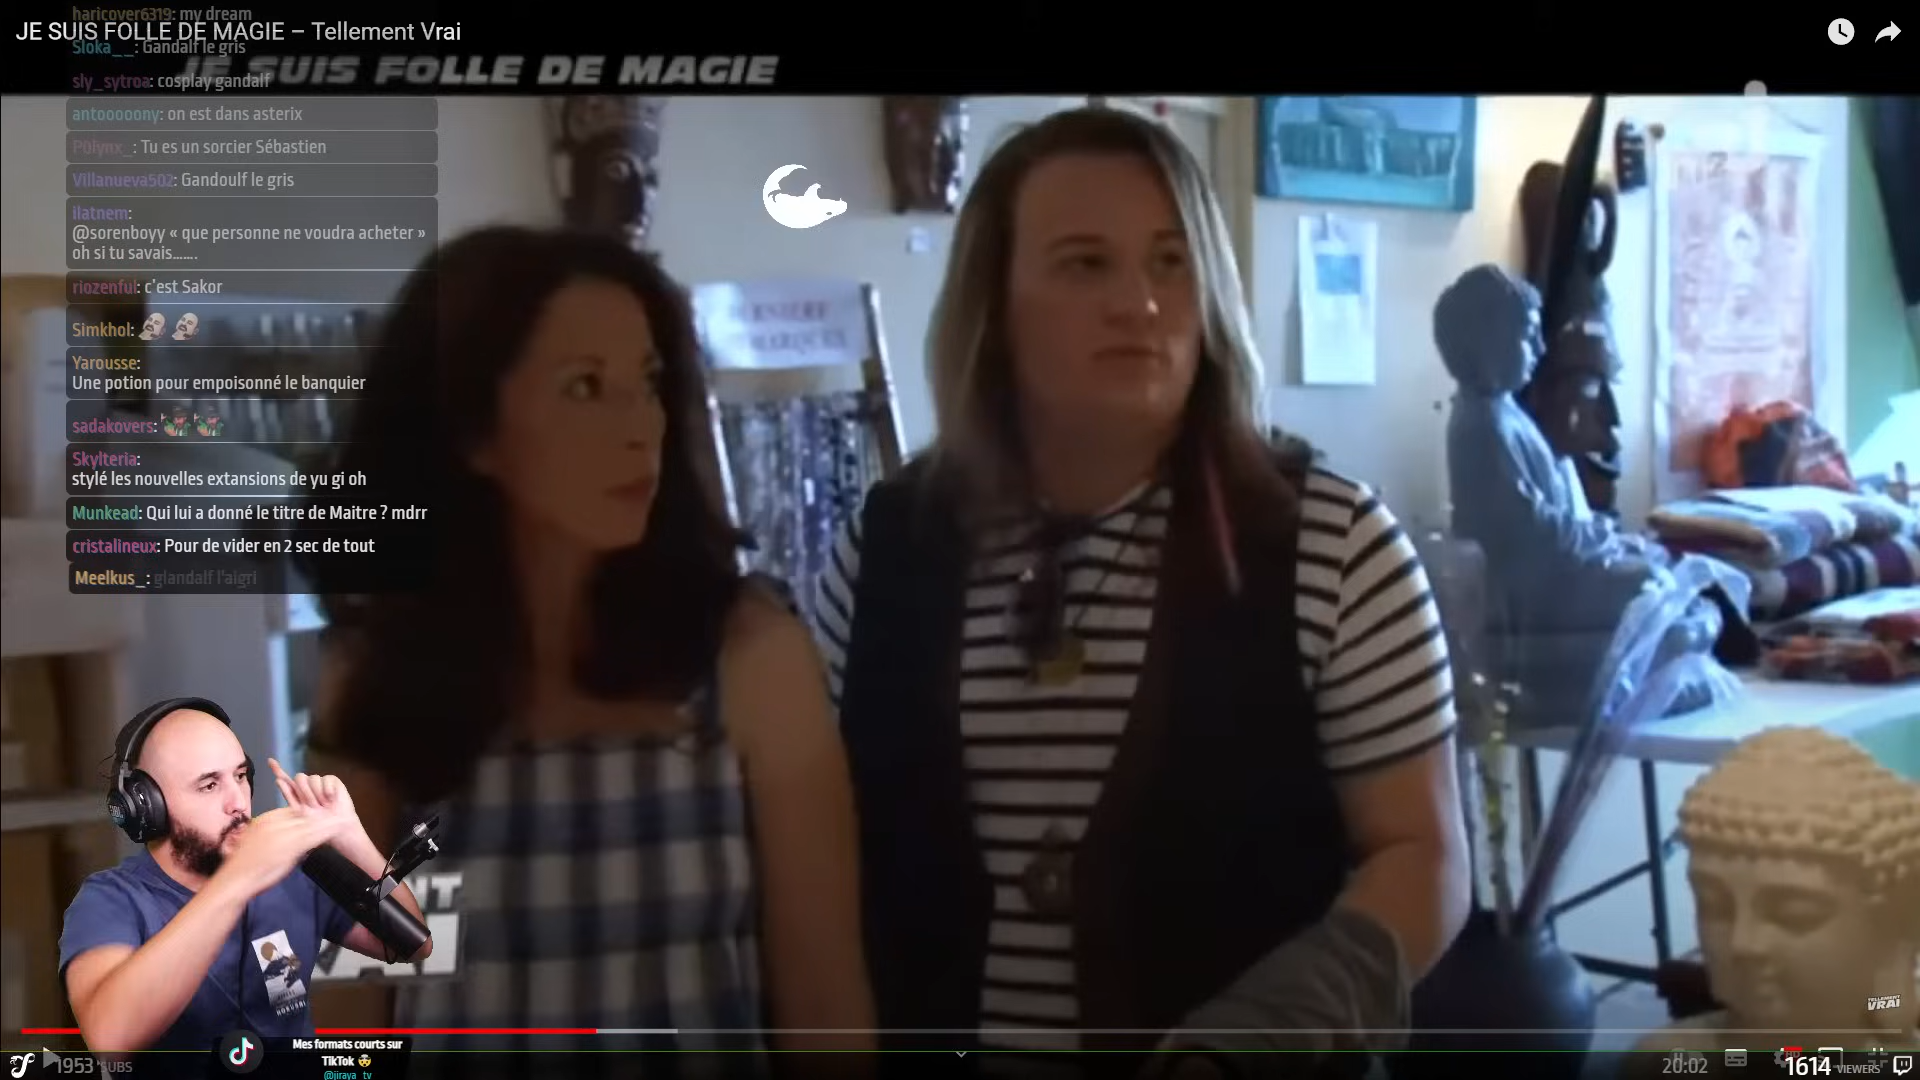 haricover6319: my dream
JE SUIS FOLLE DE MAGIE – Tellement Vrai
Sloka__: Gandalf le gris
JE SUIS FOLLE DE MAGIE
sly_sytroa: cosplay gandalf
antooooony: on est dans asterix
P0lynx_: Tu es un sorcier Sébastien
Villanueva502: Gandoulf le gris
ilatnem:
@sorenboyy « que personne ne voudra acheter »
oh si tu savais.......
riozenful: c'est Sakor
Simkhol:
Yarousse:
Une potion pour empoisonné le banquier
sadakovers:
Skylteria:
stylé les nouvelles extansions de yu gi oh
Munkead: Qui lui a donné le titre de Maitre ? mdrr
cristalineux: Pour de vider en 2 sec de tout
Meelkus_: glandalf l'aigri
TELLEMENT
VRAI
Mes formats courts sur
TikTok
@jiraya_tv
1953 SUBS
20:02
1614 VIEWERS